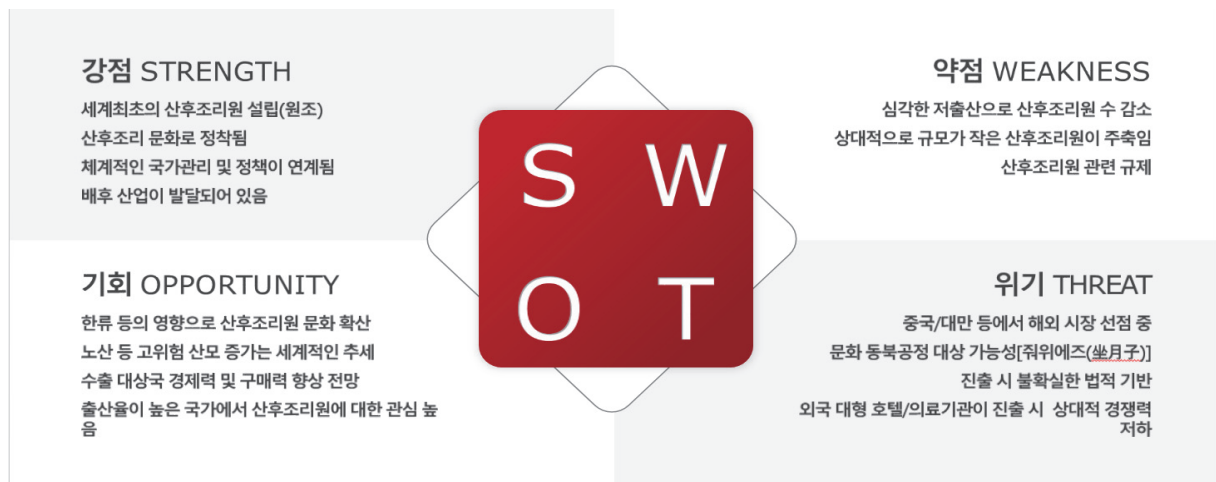 강점 STRENGTH
세계최초의 산후조리원 설립(원조)
산후조리 문화로 정착됨
체계적인 국가관리 및 정책이 연계됨
배후 산업이 발달되어 있음
약점 WEAKNESS
심각한 저출산으로 산후조리원 수 감소
상대적으로 규모가 작은 산후조리원이 주축임
산후조리원 관련 규제
S W
O T
기회 OPPORTUNITY
한류 등의 영향으로 산후조리원 문화 확산
노산 등 고위험 산모 증가는 세계적인 추세
수출 대상국 경제력 및 구매력 향상 전망
출산율이 높은 국가에서 산후조리원에 대한 관심 높
음
위기 THREAT
중국/대만 등에서 해외 시장 선점 중
문화 동북공정 대상 가능성[줘위에즈(坐月子)]
진출 시 불확실한 법적 기반
외국 대형 호텔/의료기관이 진출 시 상대적 경쟁력
저하